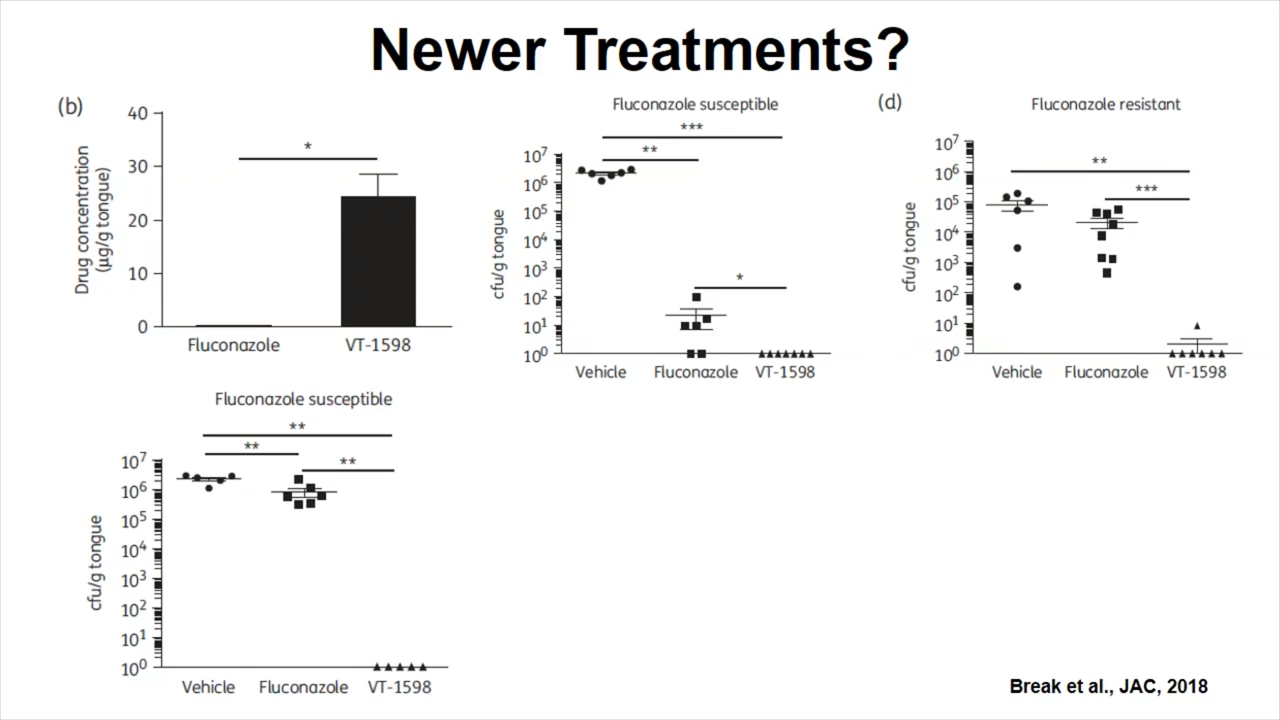 Newer Treatments?
(b)
40
30
20
10
0
Drug concentration
(µg/g tongue)
*
Fluconazole VT-1598
Fluconazole susceptible
***
**
*
10⁷
10⁶
10⁵
10⁴
10³
10²
10¹
10⁰
cfu/g tongue
Vehicle Fluconazole VT-1598
(d)
Fluconazole resistant
**
***
10⁷
10⁶
10⁵
10⁴
10³
10²
10¹
10⁰
cfu/g tongue
Vehicle Fluconazole VT-1598
Fluconazole susceptible
**
**
**
10⁷
10⁶
10⁵
10⁴
10³
10²
10¹
10⁰
cfu/g tongue
Vehicle Fluconazole VT-1598
Break et al., JAC, 2018